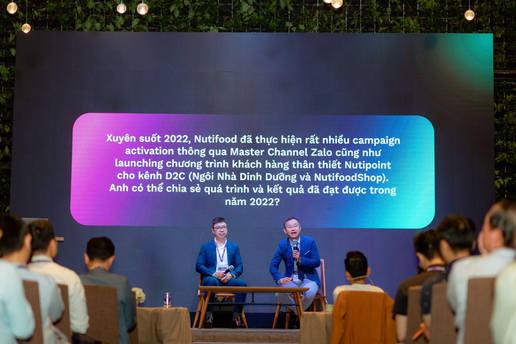 Xuyên suốt 2022, Nutifood đã thực hiện rất nhiều campaign
activation thông qua Master Channel Zalo cũng như
launching chương trình khách hàng thân thiết Nutipoint
cho kênh D2C (Ngôi Nhà Dinh Dưỡng và NutifoodShop).
Anh có thể chia sẻ quá trình và kết quả đã đạt được trong
năm 2022?